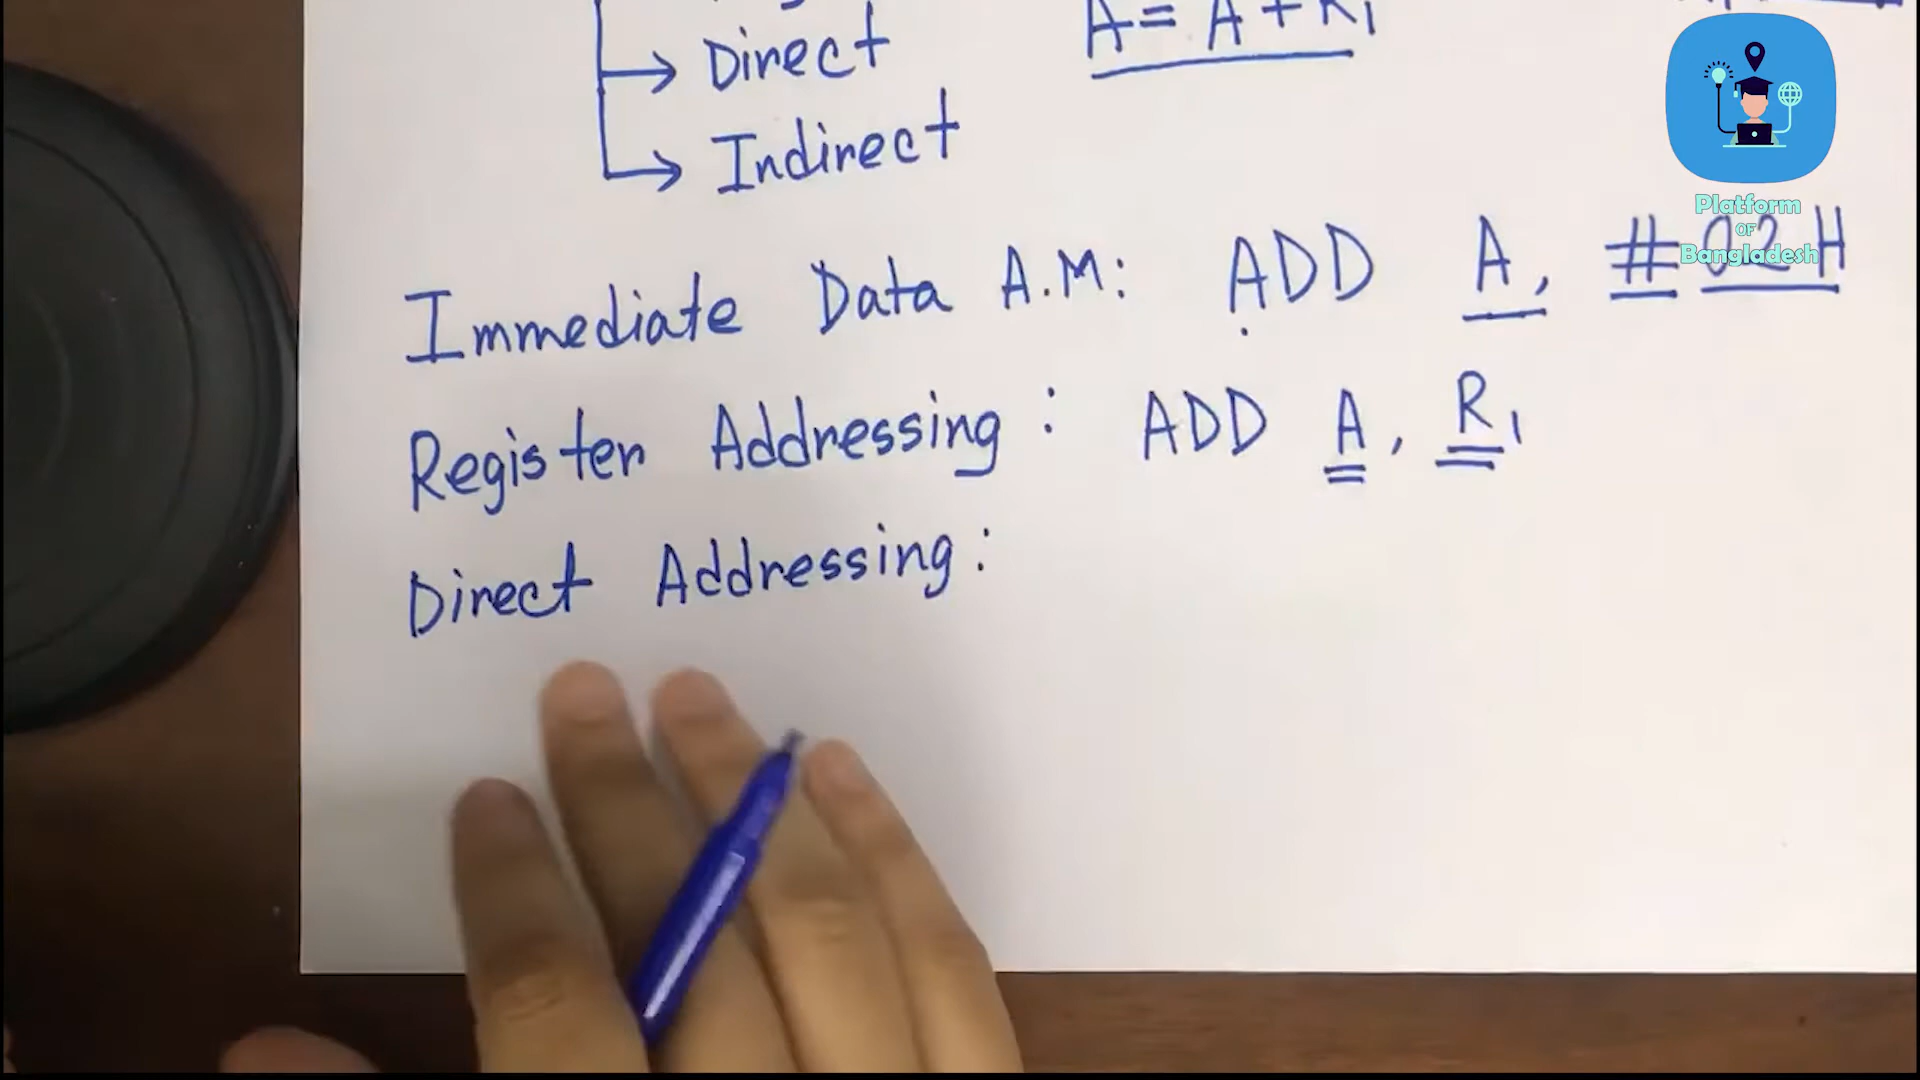 A = A + R1
Direct
Indirect
Platform
OF
Bangladesh
Immediate Data A.M: ADD A, #02H
Register Addressing: ADD A, R1
Direct Addressing: